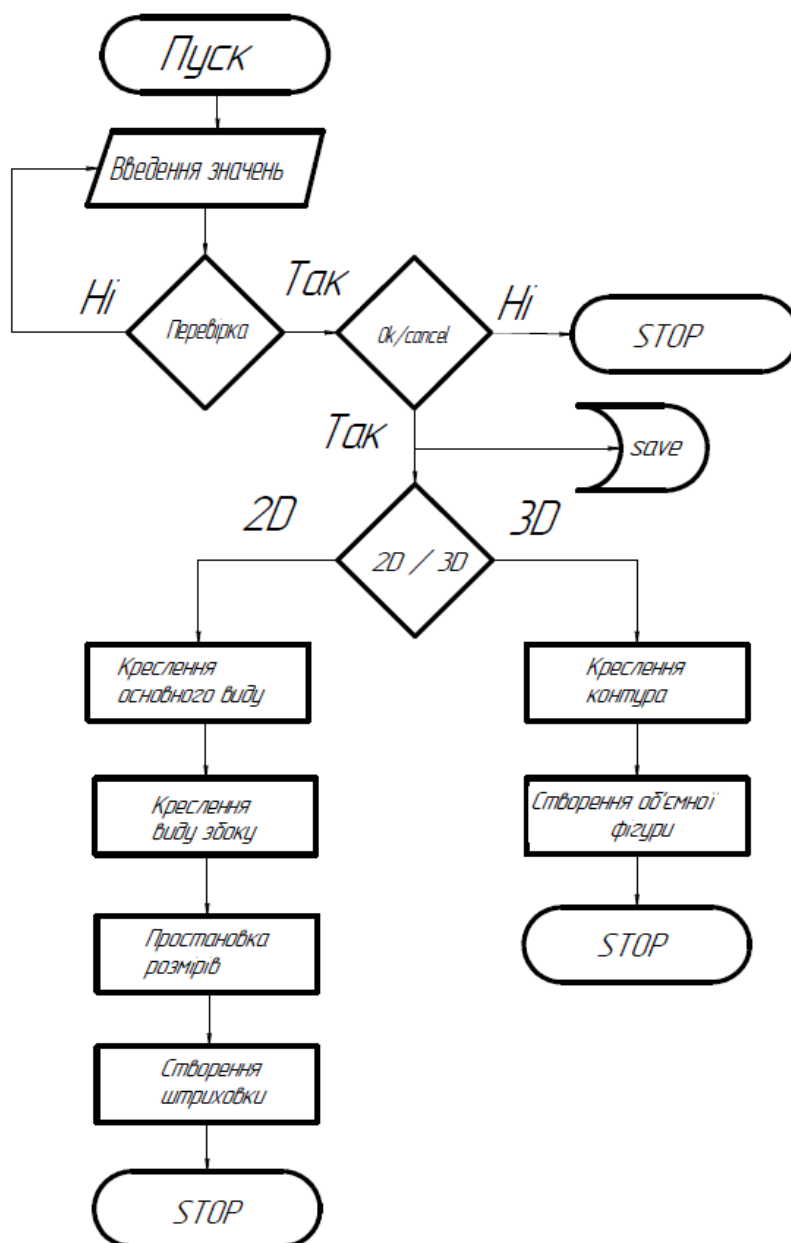 Пуск
Введення значень
Ні
Перевірка
Так
Ok/cancel
Ні
STOP
Так
save
2D
2D / 3D
3D
Креслення
основного виду
Креслення
контура
Креслення
виду збоку
Створення об'ємної
фігури
Простановка
розмірів
STOP
Створення
штриховки
STOP